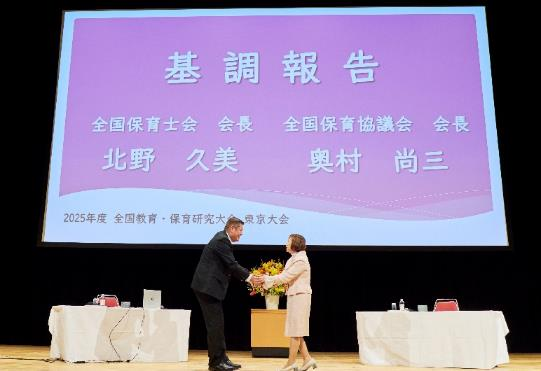 基調報告
全国保育士会　会長　全国保育協議会　会長
北野　久美　奥村　尚三
2025年度 全国教育・保育研究大会 東京大会